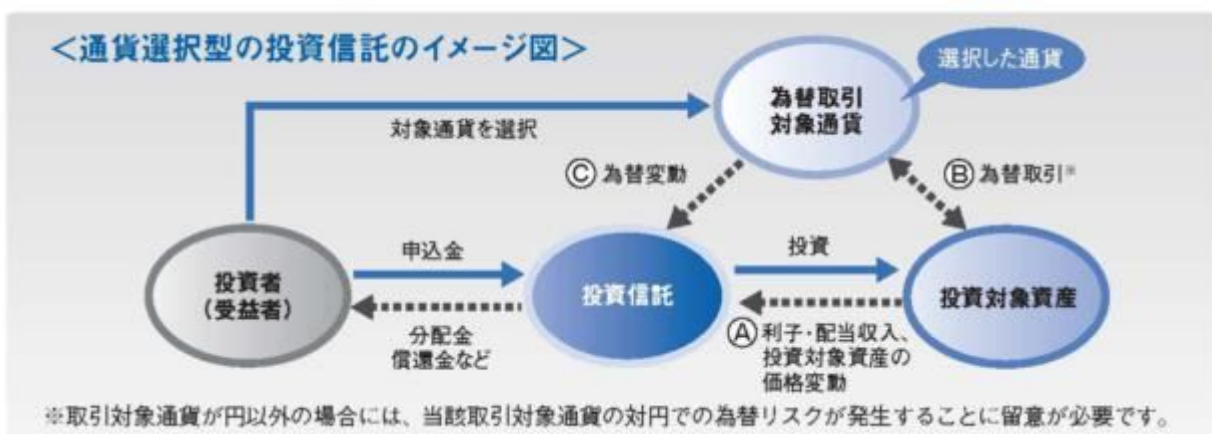 <通貨選択型の投資信託のイメージ図>
選択した通貨
為替取引
対象通貨
対象通貨を選択
Ⓒ 為替変動
Ⓑ 為替取引※
申込金
投資
投資者
(受益者)
投資信託
投資対象資産
分配金
償還金など
Ⓐ 利子・配当収入、
投資対象資産の
価格変動
※取引対象通貨が円以外の場合には、当該取引対象通貨の対円での為替リスクが発生することに留意が必要です。